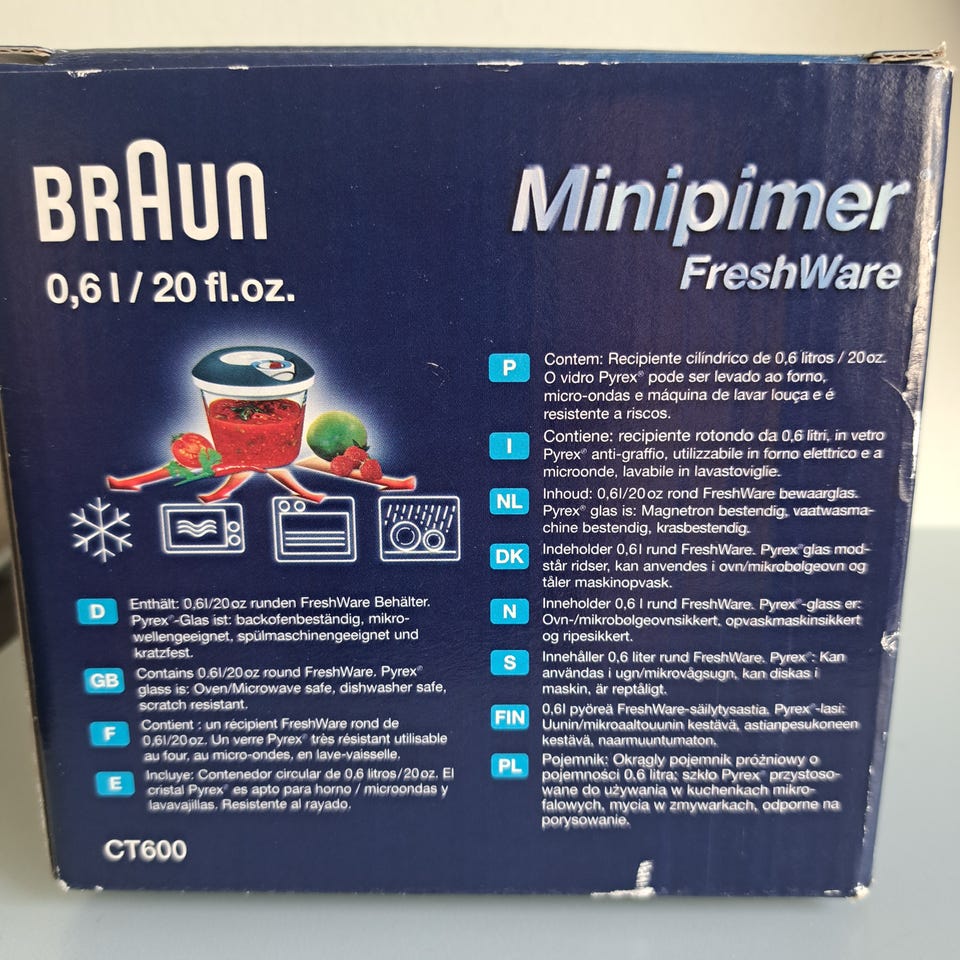 BRAUN
0,6 l / 20 fl.oz.
Minipimer
FreshWare
D
Enthält: 0,6l/20 oz runden FreshWare Behälter.
Pyrex®-Glas ist: backofenbeständig, mikro-
wellengeeignet, spülmaschinengeeignet und
kratzfest.
GB
Contains 0.6l/20 oz round FreshWare. Pyrex®
glass is: Oven/Microwave safe, dishwasher safe,
scratch resistant.
F
Contient : un récipient FreshWare rond de
0,6l/20 oz. Un verre Pyrex® très résistant utilisable
au four, au micro-ondes, en lave-vaisselle.
E
Incluye: Contenedor circular de 0,6 litros/20 oz. El
cristal Pyrex® es apto para horno / microondas y
lavavajillas. Resistente al rayado.
CT600
P
Contem: Recipiente cilíndrico de 0,6 litros / 20 oz.
O vidro Pyrex® pode ser levado ao forno,
micro-ondas e máquina de lavar louça e é
resistente a riscos.
I
Contiene: recipiente rotondo da 0,6 litri, in vetro
Pyrex® anti-graffio, utilizzabile in forno elettrico e a
microonde, lavabile in lavastoviglie.
NL
Inhoud: 0,6l/20 oz rond FreshWare bewaarglas.
Pyrex® glas is: Magnetron bestendig, vaatwasma-
chine bestendig, krasbestendig.
DK
Indeholder 0,6 l rund FreshWare. Pyrex® glas mod-
står ridser, kan anvendes i ovn/mikrobølgeovn og
tåler maskinopvask.
N
Inneholder 0,6 l rund FreshWare. Pyrex®-glass er:
Ovn-/mikrobølgeovnsikkert, opvaskmaskinsikkert
og ripesikkert.
S
Innehåller 0,6 liter rund FreshWare. Pyrex®: Kan
användas i ugn/mikrovågsugn, kan diskas i
maskin, är reptåligt.
FIN
0,6l pyöreä FreshWare-säilytysastia. Pyrex®-lasi:
Uunin/mikroaaltouunin kestävä, astianpesukoneen
kestävä, naarmuuntumaton.
PL
Pojemnik: Okrągły pojemnik próżniowy o
pojemności 0,6 litra; szkło Pyrex® przystoso-
wane do używania w kuchenkach mikro-
falowych, mycia w zmywarkach, odporne na
porysowanie.